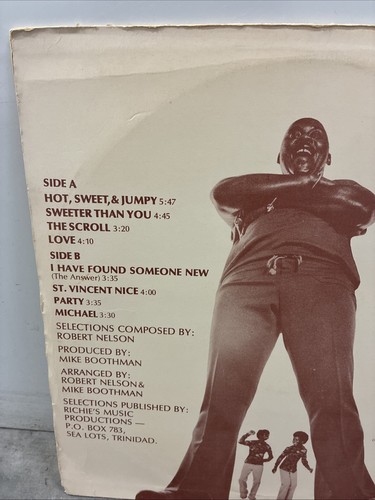 SIDE A
HOT, SWEET,& JUMPY 5:47
SWEETER THAN YOU 4:45
THE SCROLL 3:20
LOVE 4:10
SIDE B
I HAVE FOUND SOMEONE NEW
(The Answer) 3:35
ST. VINCENT NICE 4:00
PARTY 3:35
MICHAEL 3:30
SELECTIONS COMPOSED BY:
ROBERT NELSON
PRODUCED BY:
MIKE BOOTHMAN
ARRANGED BY:
ROBERT NELSON&
MIKE BOOTHMAN
SELECTIONS PUBLISHED BY:
RICHIE'S MUSIC
PRODUCTIONS —
P.O. BOX 783,
SEA LOTS, TRINIDAD.